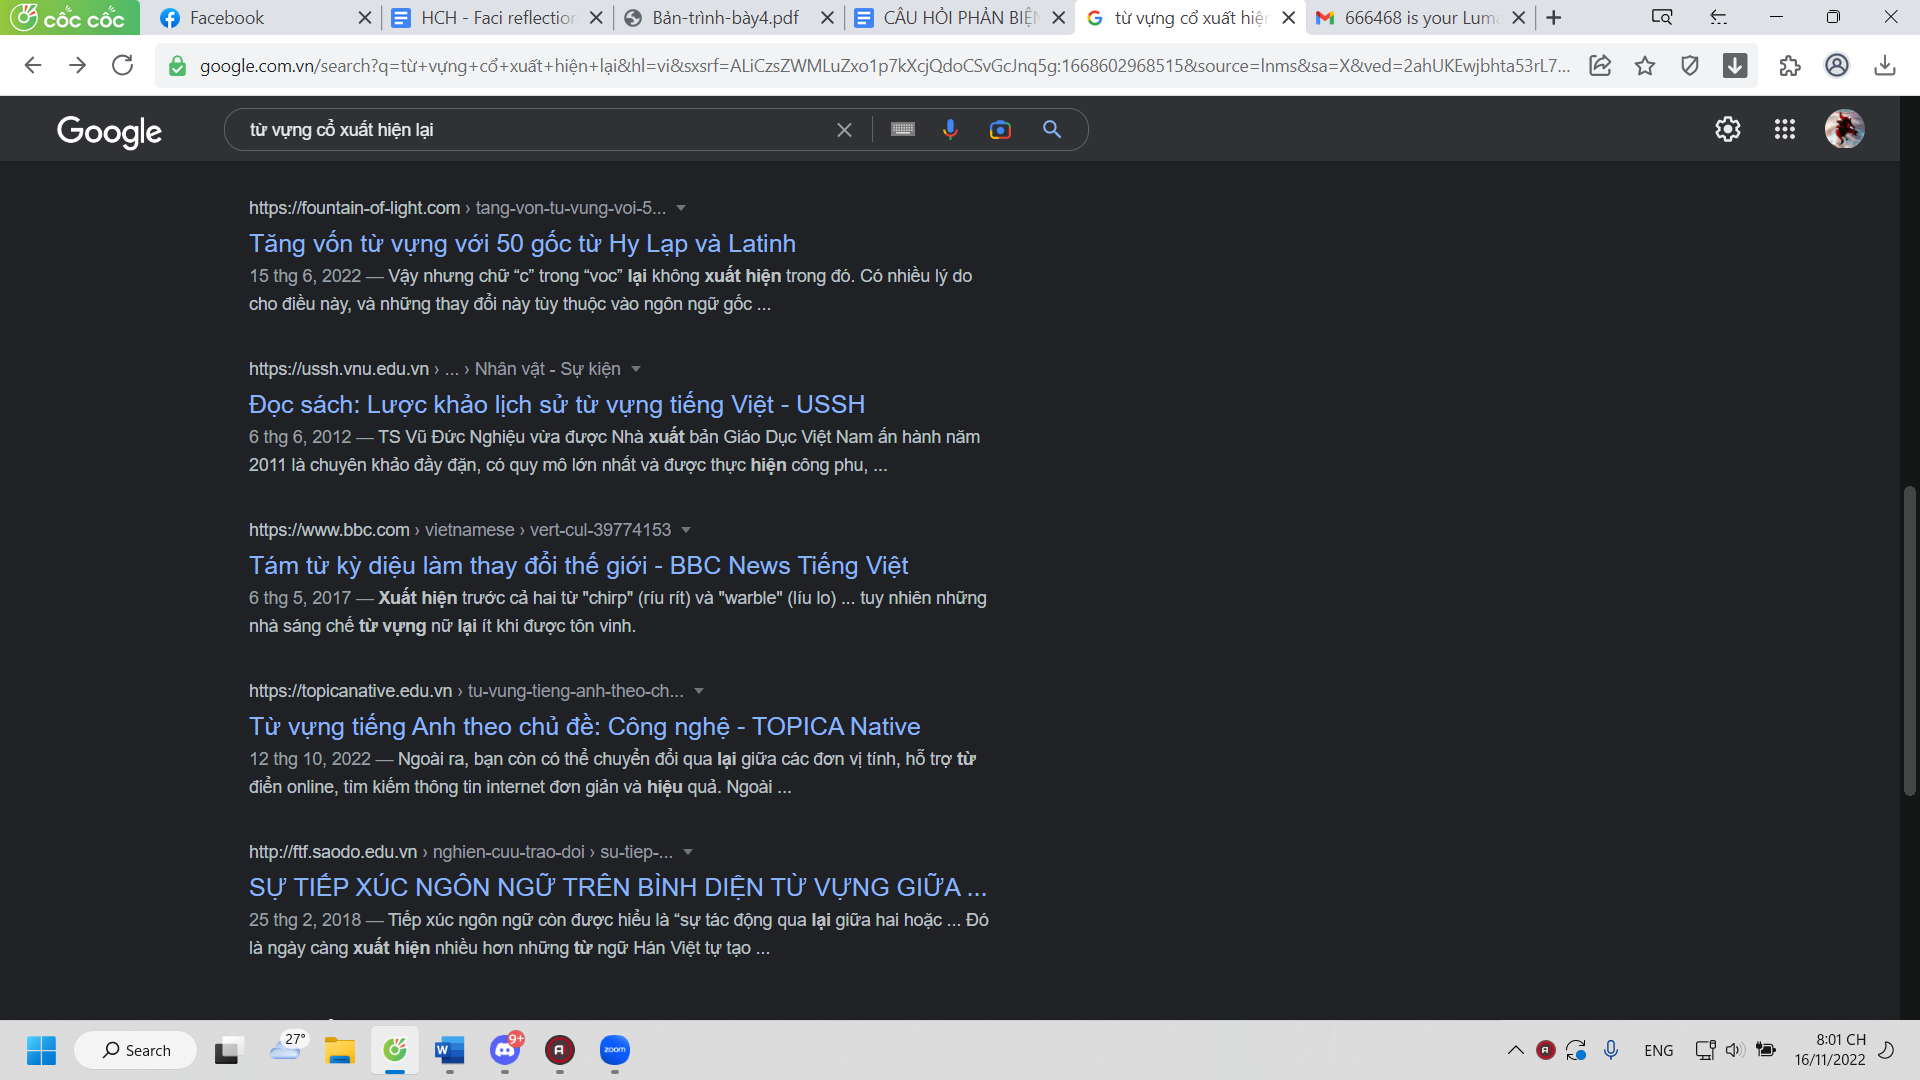 cốc cốc
Facebook
HCH - Faci reflection
Bản-trình-bày4.pdf
CÂU HỎI PHẢN BIỆN
từ vựng cổ xuất hiện
666468 is your Luma
google.com.vn/search?q=từ+vựng+cổ+xuất+hiện+lại&hl=vi&sxsrf=ALiCzsZWMLuZxo1p7kXcjQdoCSvGcJnq5g:1668602968515&source=lnms&sa=X&ved=2ahUKEwjbhta53rL7...
Google
từ vựng cổ xuất hiện lại
https://fountain-of-light.com › tang-von-tu-vung-voi-5...
Tăng vốn từ vựng với 50 gốc từ Hy Lạp và Latinh
15 thg 6, 2022 — Vậy nhưng chữ “c” trong “voc” lại không xuất hiện trong đó. Có nhiều lý do
cho điều này, và những thay đổi này tùy thuộc vào ngôn ngữ gốc ...
https://ussh.vnu.edu.vn › ... › Nhân vật - Sự kiện
Đọc sách: Lược khảo lịch sử từ vựng tiếng Việt - USSH
6 thg 6, 2012 — TS Vũ Đức Nghiệu vừa được Nhà xuất bản Giáo Dục Việt Nam ấn hành năm
2011 là chuyên khảo đầy đặn, có quy mô lớn nhất và được thực hiện công phu, ...
https://www.bbc.com › vietnamese › vert-cul-39774153
Tám từ kỳ diệu làm thay đổi thế giới - BBC News Tiếng Việt
6 thg 5, 2017 — Xuất hiện trước cả hai từ "chirp" (ríu rít) và "warble" (líu lo) ... tuy nhiên những
nhà sáng chế từ vựng nữ lại ít khi được tôn vinh.
https://topicanative.edu.vn › tu-vung-tieng-anh-theo-ch...
Từ vựng tiếng Anh theo chủ đề: Công nghệ - TOPICA Native
12 thg 10, 2022 — Ngoài ra, bạn còn có thể chuyển đổi qua lại giữa các đơn vị tính, hỗ trợ từ
điển online, tìm kiếm thông tin internet đơn giản và hiệu quả. Ngoài ...
http://ftf.saodo.edu.vn › nghien-cuu-trao-doi › su-tiep-...
SỰ TIẾP XÚC NGÔN NGỮ TRÊN BÌNH DIỆN TỪ VỰNG GIỮA ...
25 thg 2, 2018 — Tiếp xúc ngôn ngữ còn được hiểu là “sự tác động qua lại giữa hai hoặc ... Đó
là ngày càng xuất hiện nhiều hơn những từ ngữ Hán Việt tự tạo ...
Search
27°
W
9+
zoom
ENG
8:01 CH
16/11/2022